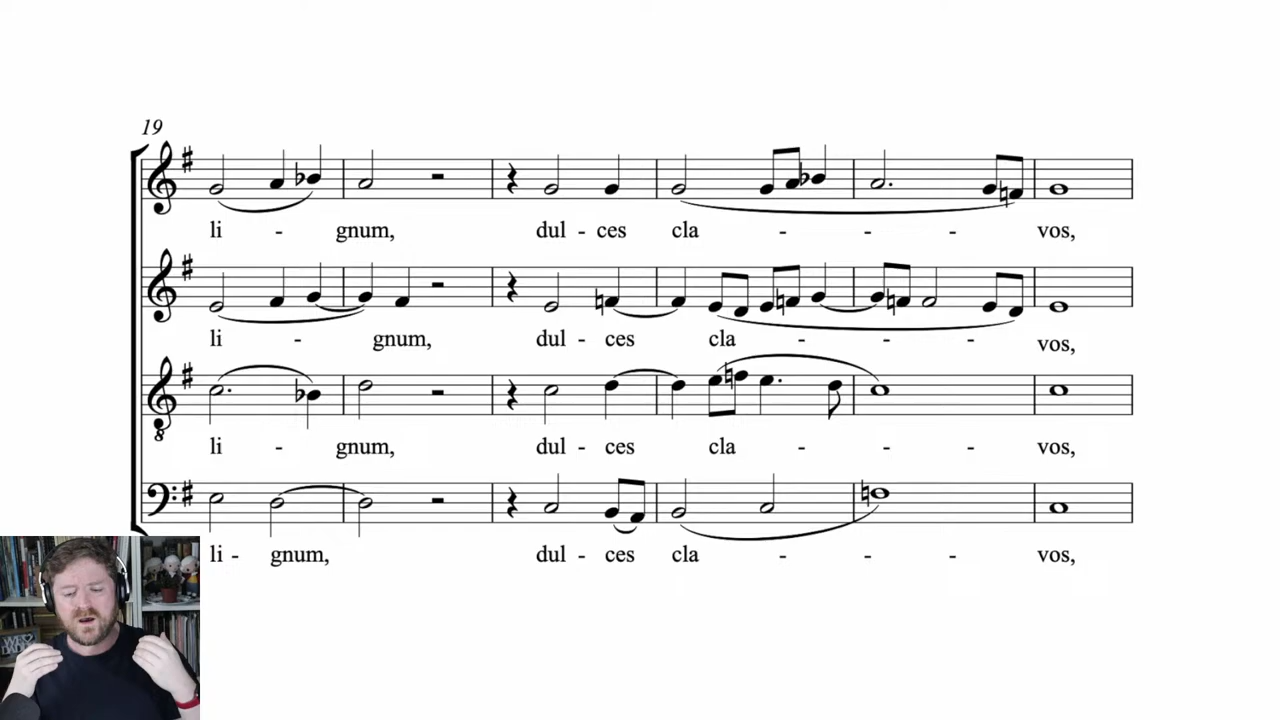 19
li - gnum, dul - ces cla - - - vos,
li - gnum, dul - ces cla - - - vos,
li - gnum, dul - ces cla - - - vos,
li - gnum, dul - ces cla - - - vos,